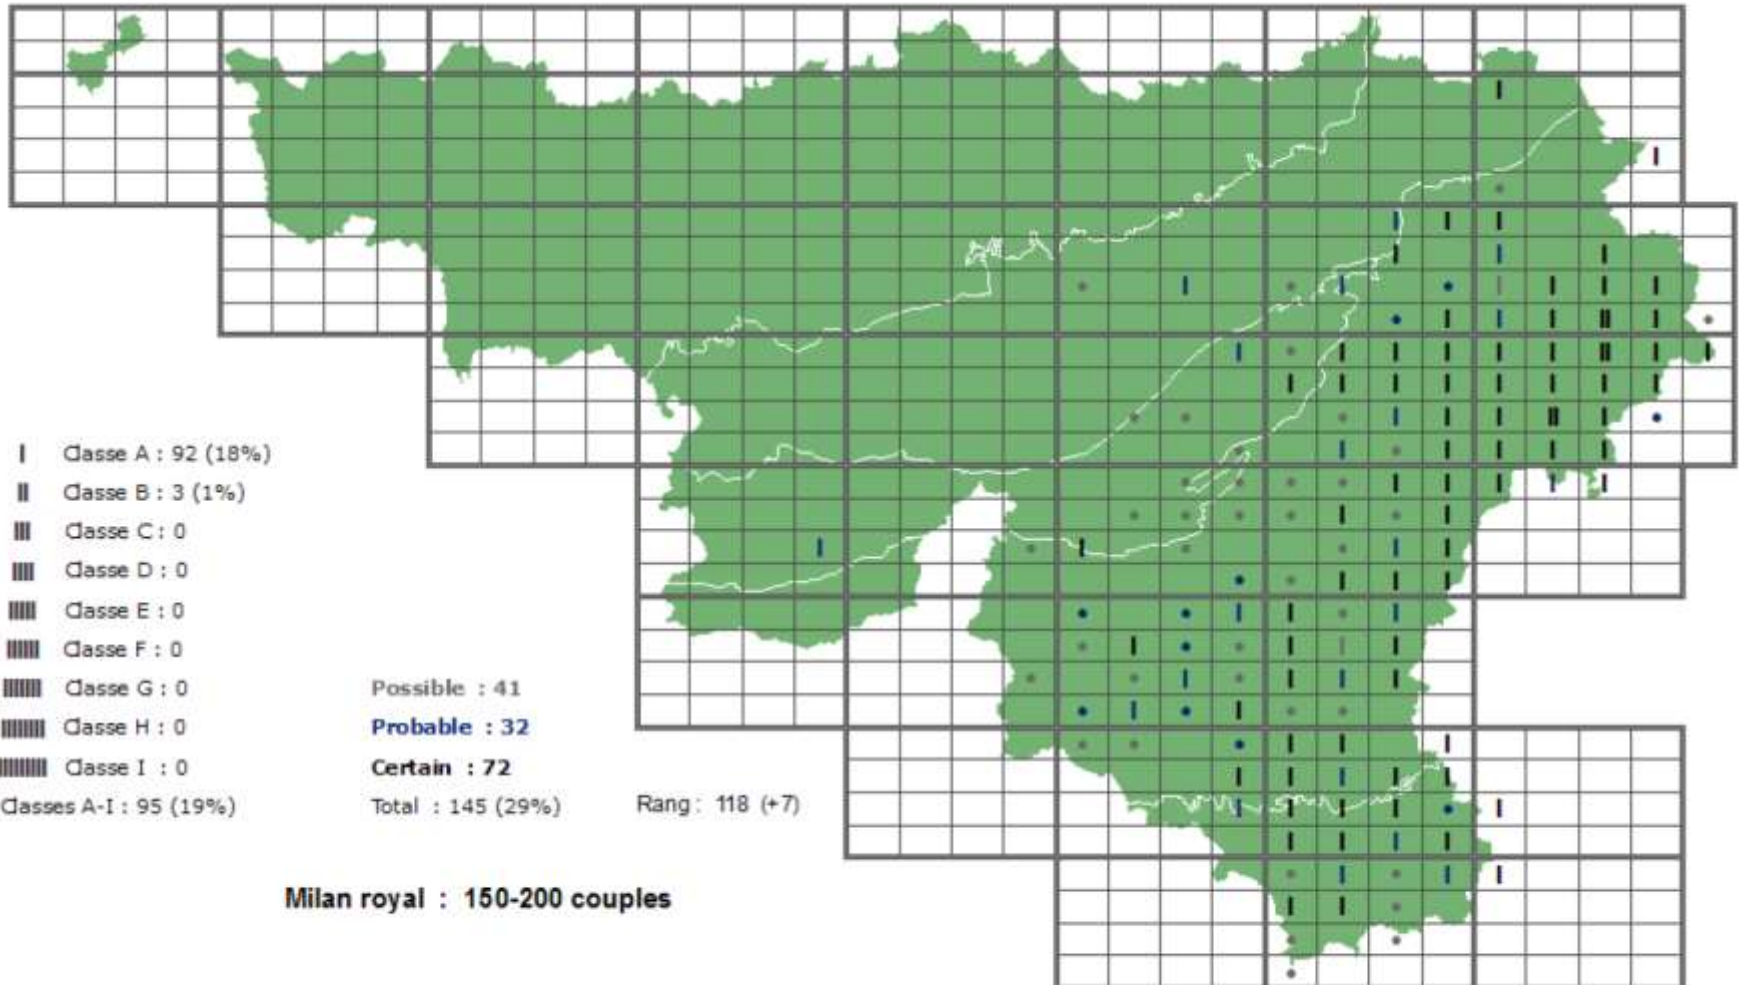 Classe A : 92 (18%)
Classe B : 3 (1%)
Classe C : 0
Classe D : 0
Classe E : 0
Classe F : 0
Classe G : 0
Classe H : 0
Classe I : 0
Classes A-I : 95 (19%)
Possible : 41
Probable : 32
Certain : 72
Total : 145 (29%)
Rang : 118 (+7)
Milan royal : 150-200 couples